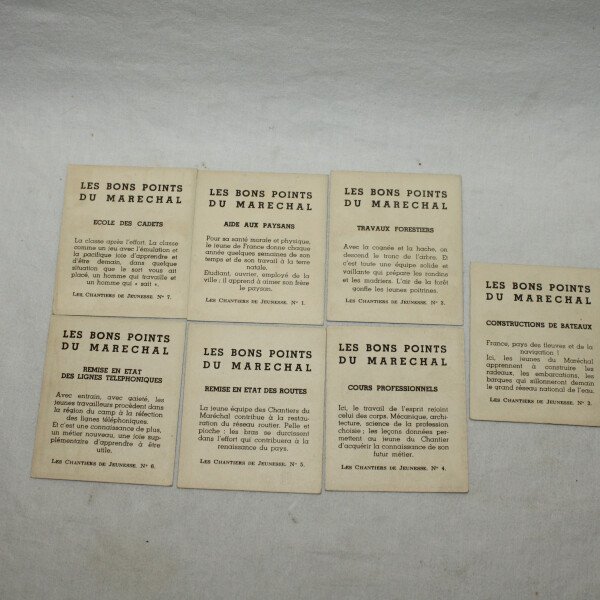 LES BONS POINTS
DU MARECHAL
ECOLE DES CADETS
La classe après l'effort. La classe
comme un jeu avec l'émulation et
la pacifique joie d'apprendre et
d'être demain, dans quelque
situation que le sort vous ait
placé, un homme qui travaille et
un homme qui « sait ».
LES CHANTIERS DE JEUNESSE. N° 7.
LES BONS POINTS
DU MARECHAL
AIDE AUX PAYSANS
Pour sa santé morale et physique,
le jeune de France donne chaque
année quelques semaines de son
temps et de son travail à la terre
natale.
Etudiant, ouvrier, employé de la
ville : il apprend à aimer son frère
le paysan.
LES CHANTIERS DE JEUNESSE. N° 1.
LES BONS POINTS
DU MARECHAL
TRAVAUX FORESTIERS
Avec la cognée et la hache, on
descend le tronc de l'arbre. Et
c'est toute une équipe solide et
vaillante qui prépare les rondins
et les madriers. L'air de la forêt
gonfle les jeunes poitrines.
LES CHANTIERS DE JEUNESSE. N° 2.
LES BONS POINTS
DU MARECHAL
CONSTRUCTIONS DE BATEAUX
France, pays des fleuves et de la
navigation !
Ici, les jeunes du Maréchal
apprennent à construire les
radeaux, les embarcations, les
barques qui sillonneront demain
le grand réseau national de l'eau.
LES CHANTIERS DE JEUNESSE. N° 3.
LES BONS POINTS
DU MARECHAL
REMISE EN ETAT
DES LIGNES TELEPHONIQUES
Avec entrain, avec gaieté, les
jeunes travailleurs procèdent dans
la région du camp à la réfection
des lignes téléphoniques.
Et c'est une connaissance de plus,
un métier nouveau, une joie sup-
plémentaire d'apprendre à être
utile.
LES CHANTIERS DE JEUNESSE. N° 6.
LES BONS POINTS
DU MARECHAL
REMISE EN ETAT DES ROUTES
La jeune équipe des Chantiers du
Maréchal contribue à la restau-
ration du réseau routier. Pelle et
pioche : les bras se durcissent
dans l'effort qui contribuera à la
renaissance du pays.
LES CHANTIERS DE JEUNESSE. N° 5.
LES BONS POINTS
DU MARECHAL
COURS PROFESSIONNELS
Ici, le travail de l'esprit rejoint
celui des corps. Mécanique, archi-
tecture, science de la profession
choisie : les leçons données per-
mettent au jeune du Chantier
d'acquérir la connaissance de son
futur métier.
LES CHANTIERS DE JEUNESSE. N° 4.